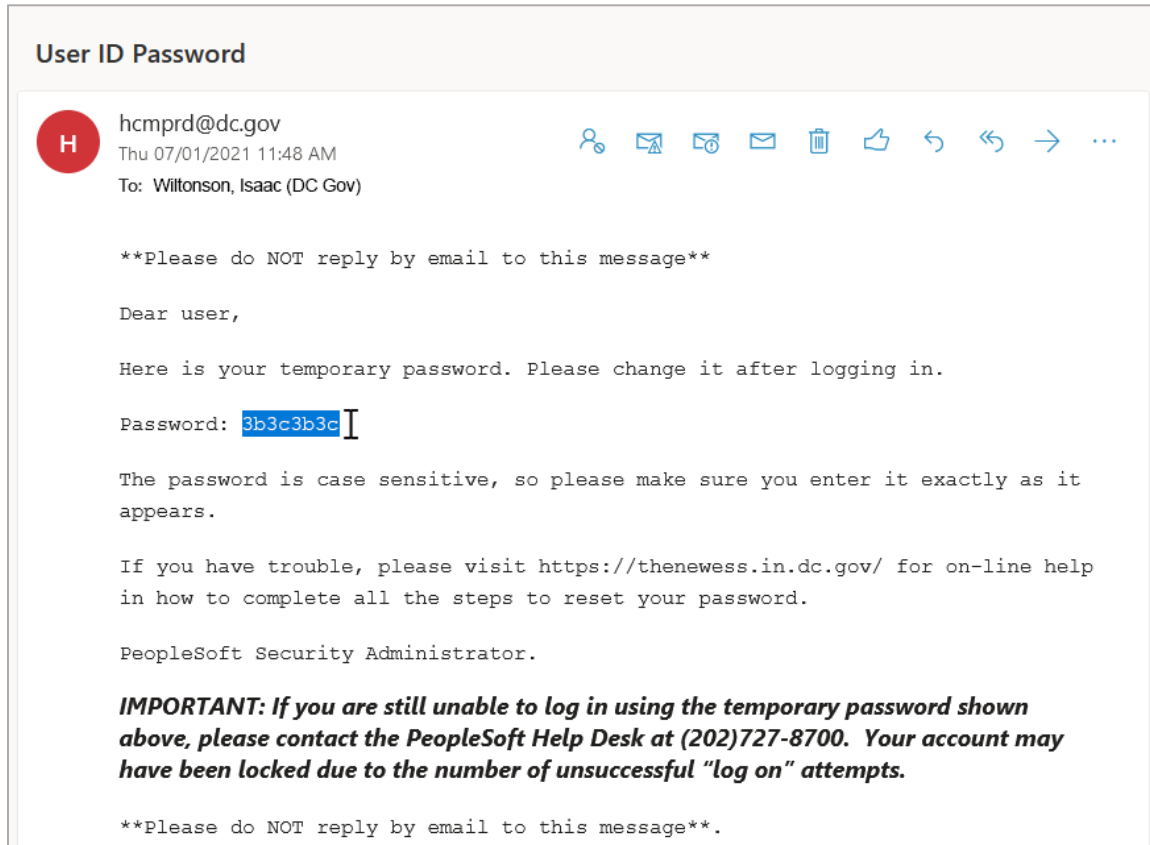 User ID Password
H
hcmprd@dc.gov
Thu 07/01/2021 11:48 AM
To: Wiltonson, Isaac (DC Gov)
**Please do NOT reply by email to this message**
Dear user,
Here is your temporary password. Please change it after logging in.
Password: 3b3c3b3c
The password is case sensitive, so please make sure you enter it exactly as it
appears.
If you have trouble, please visit https://thenewess.in.dc.gov/ for on-line help
in how to complete all the steps to reset your password.
PeopleSoft Security Administrator.
IMPORTANT: If you are still unable to log in using the temporary password shown
above, please contact the PeopleSoft Help Desk at (202)727-8700.  Your account may
have been locked due to the number of unsuccessful “log on” attempts.
**Please do NOT reply by email to this message**.